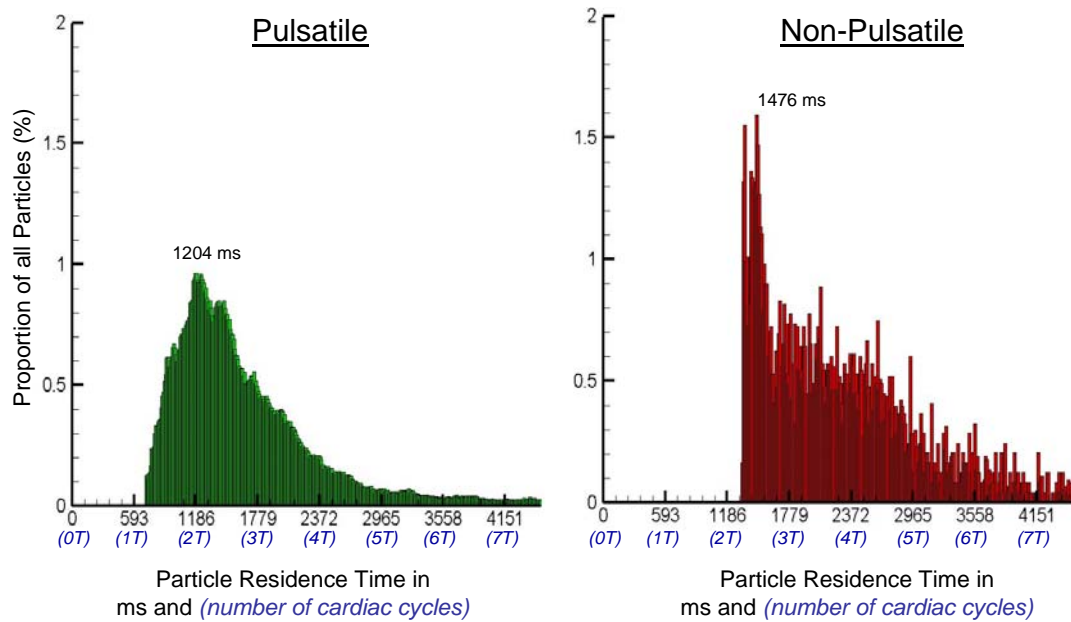 Pulsatile
2
1.5
1
0.5
0
Proportion of all Particles (%)
1204 ms
0 593 1186 1779 2372 2965 3558 4151
(0T) (1T) (2T) (3T) (4T) (5T) (6T) (7T)
Particle Residence Time in
ms and (number of cardiac cycles)
Non-Pulsatile
2
1.5
1
0.5
0
1476 ms
0 593 1186 1779 2372 2965 3558 4151
(0T) (1T) (2T) (3T) (4T) (5T) (6T) (7T)
Particle Residence Time in
ms and (number of cardiac cycles)